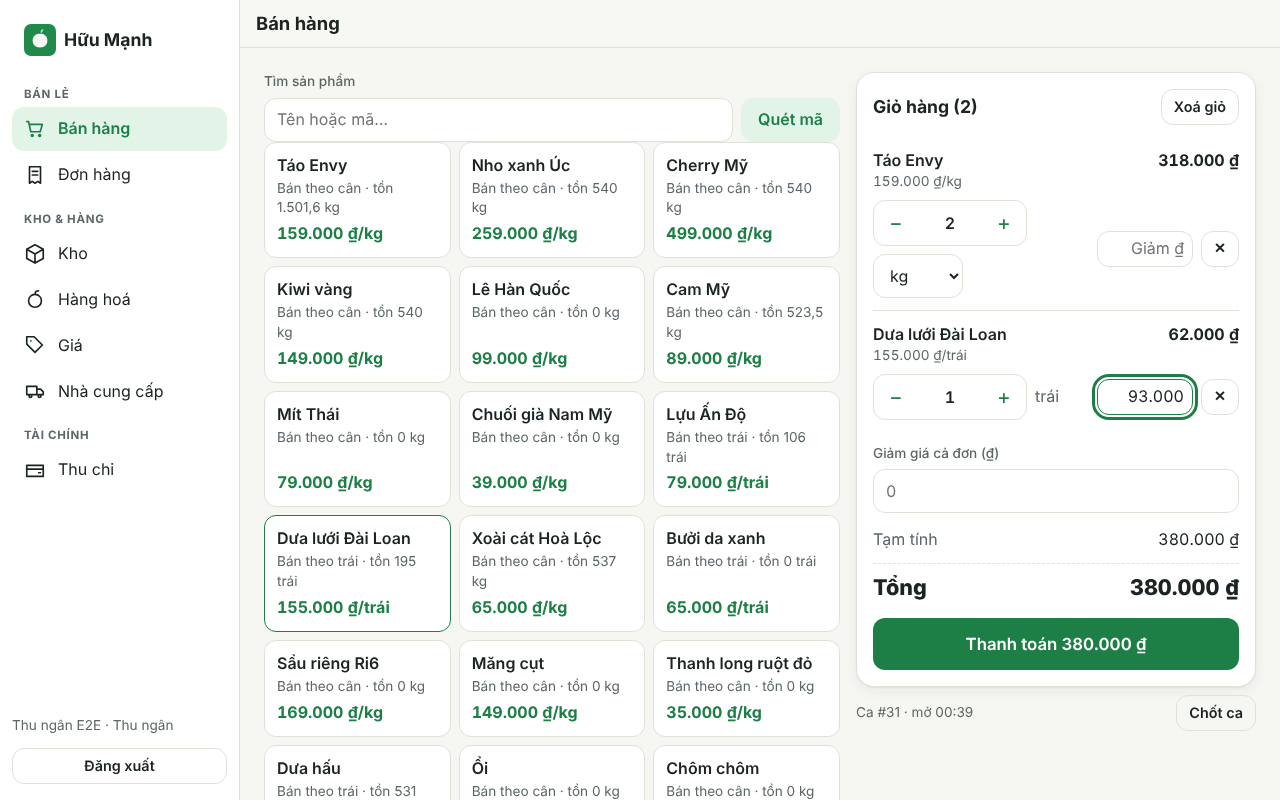 Hữu Mạnh
BÁN LẺ
Bán hàng
Đơn hàng
KHO & HÀNG
Kho
Hàng hoá
Giá
Nhà cung cấp
TÀI CHÍNH
Thu chi
Thu ngân E2E · Thu ngân
Đăng xuất
Bán hàng
Tìm sản phẩm
Tên hoặc mã...
Quét mã
Táo Envy
Bán theo cân · tồn
1.501,6 kg
159.000 ₫/kg
Nho xanh Úc
Bán theo cân · tồn 540
kg
259.000 ₫/kg
Cherry Mỹ
Bán theo cân · tồn 540
kg
499.000 ₫/kg
Kiwi vàng
Bán theo cân · tồn 540
kg
149.000 ₫/kg
Lê Hàn Quốc
Bán theo cân · tồn 0 kg
99.000 ₫/kg
Cam Mỹ
Bán theo cân · tồn 523,5
kg
89.000 ₫/kg
Mít Thái
Bán theo cân · tồn 0 kg
79.000 ₫/kg
Chuối già Nam Mỹ
Bán theo cân · tồn 0 kg
39.000 ₫/kg
Lựu Ấn Độ
Bán theo trái · tồn 106
trái
79.000 ₫/trái
Dưa lưới Đài Loan
Bán theo trái · tồn 195
trái
155.000 ₫/trái
Xoài cát Hoà Lộc
Bán theo cân · tồn 537
kg
65.000 ₫/kg
Bưởi da xanh
Bán theo trái · tồn 0 trái
65.000 ₫/trái
Sầu riêng Ri6
Bán theo cân · tồn 0 kg
169.000 ₫/kg
Măng cụt
Bán theo cân · tồn 0 kg
149.000 ₫/kg
Thanh long ruột đỏ
Bán theo cân · tồn 0 kg
35.000 ₫/kg
Dưa hấu
Bán theo trái · tồn 531
Ổi
Bán theo cân · tồn 0 kg
Chôm chôm
Bán theo cân · tồn 0 kg
Giỏ hàng (2)
Xoá giỏ
Táo Envy
318.000 ₫
159.000 ₫/kg
− 2 +
Giảm ₫
×
kg
Dưa lưới Đài Loan
62.000 ₫
155.000 ₫/trái
− 1 + trái
93.000
×
Giảm giá cả đơn (₫)
0
Tạm tính
380.000 ₫
Tổng
380.000 ₫
Thanh toán 380.000 ₫
Ca #31 · mở 00:39
Chốt ca